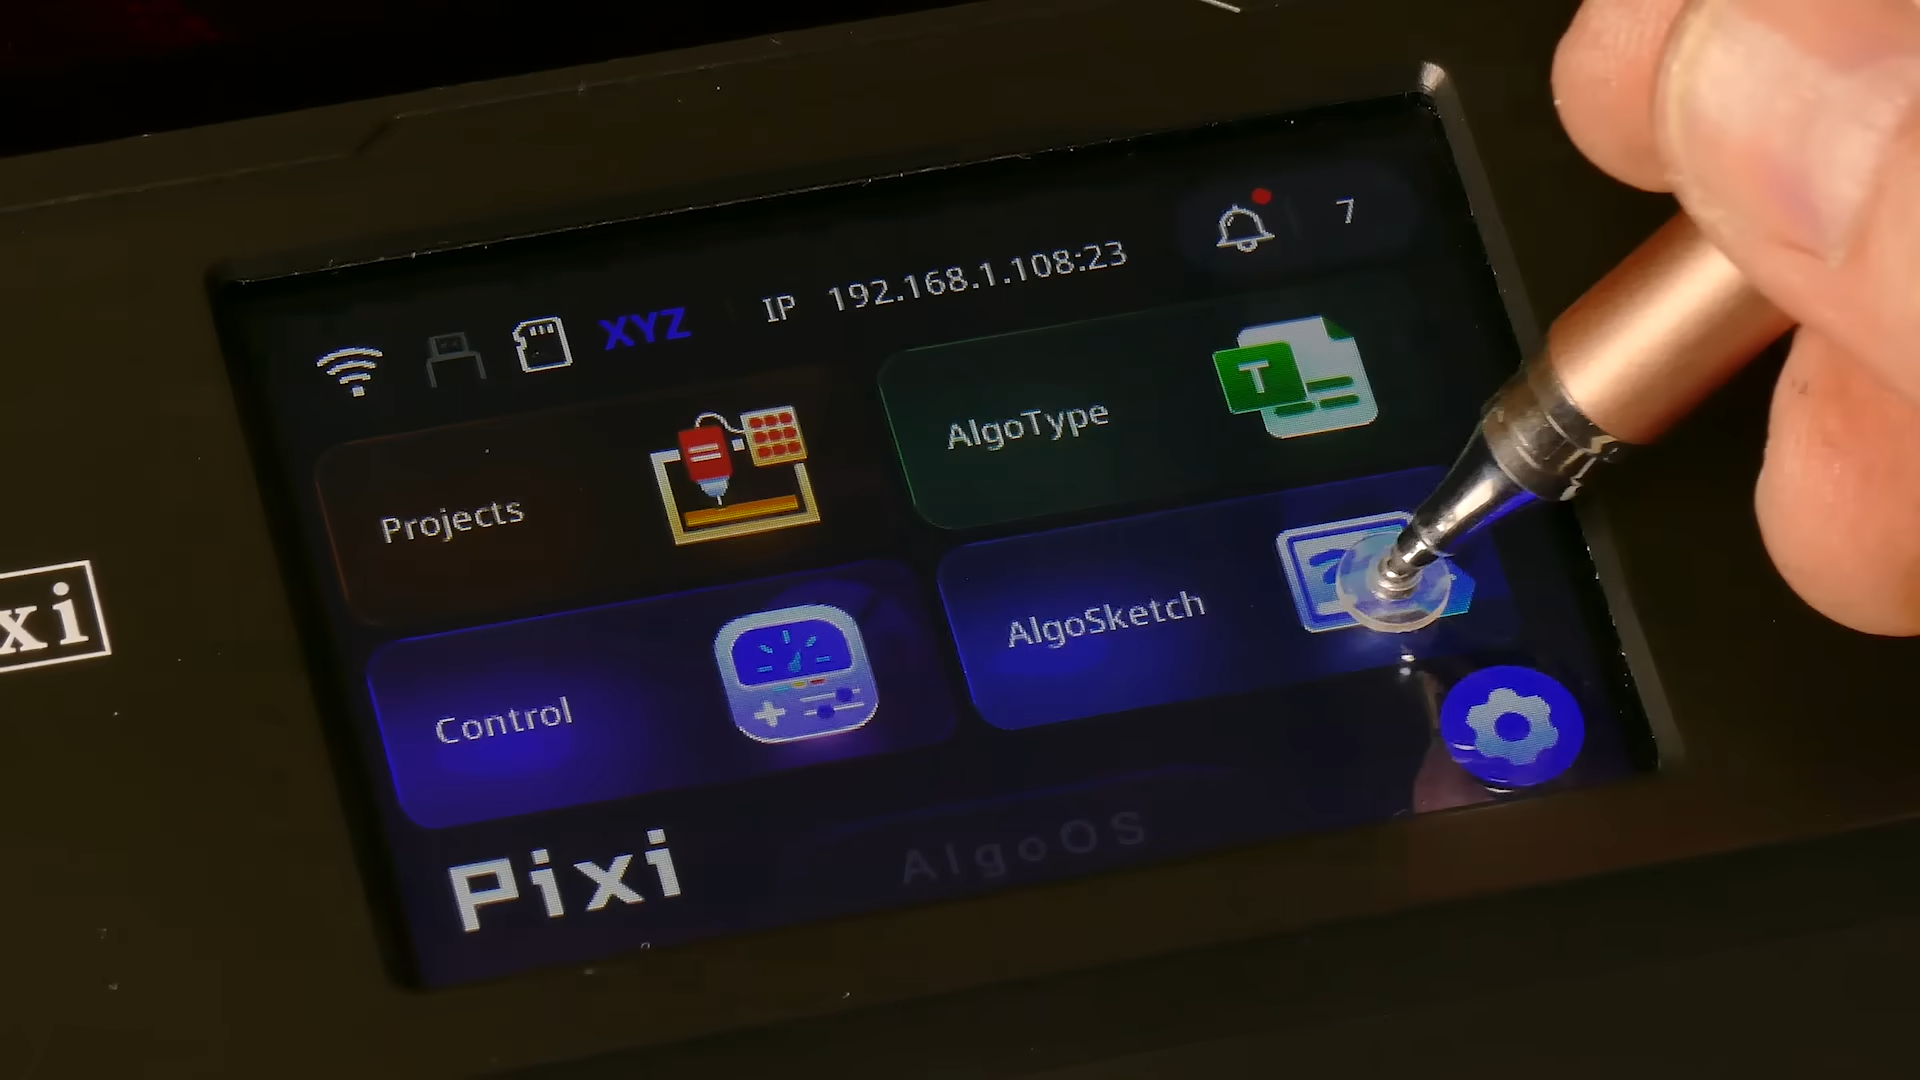 XYZ IP 192.168.1.108:23 7
Projects
AlgoType
T
Control
AlgoSketch
Pixi
AlgoOS
xi